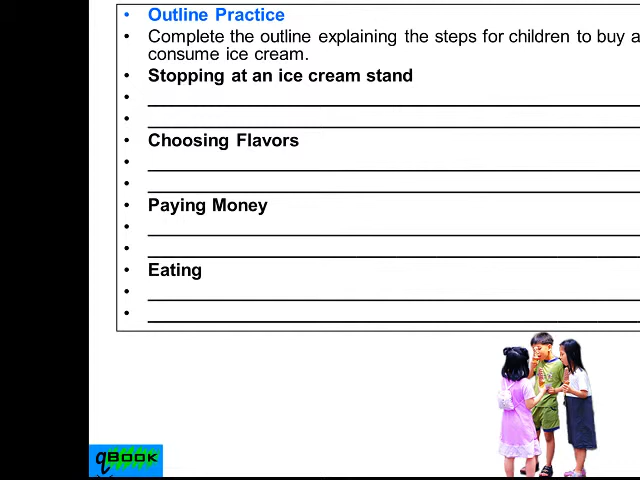 Outline Practice
Complete the outline explaining the steps for children to buy a
consume ice cream.
Stopping at an ice cream stand
Choosing Flavors
Paying Money
Eating
qBOOK